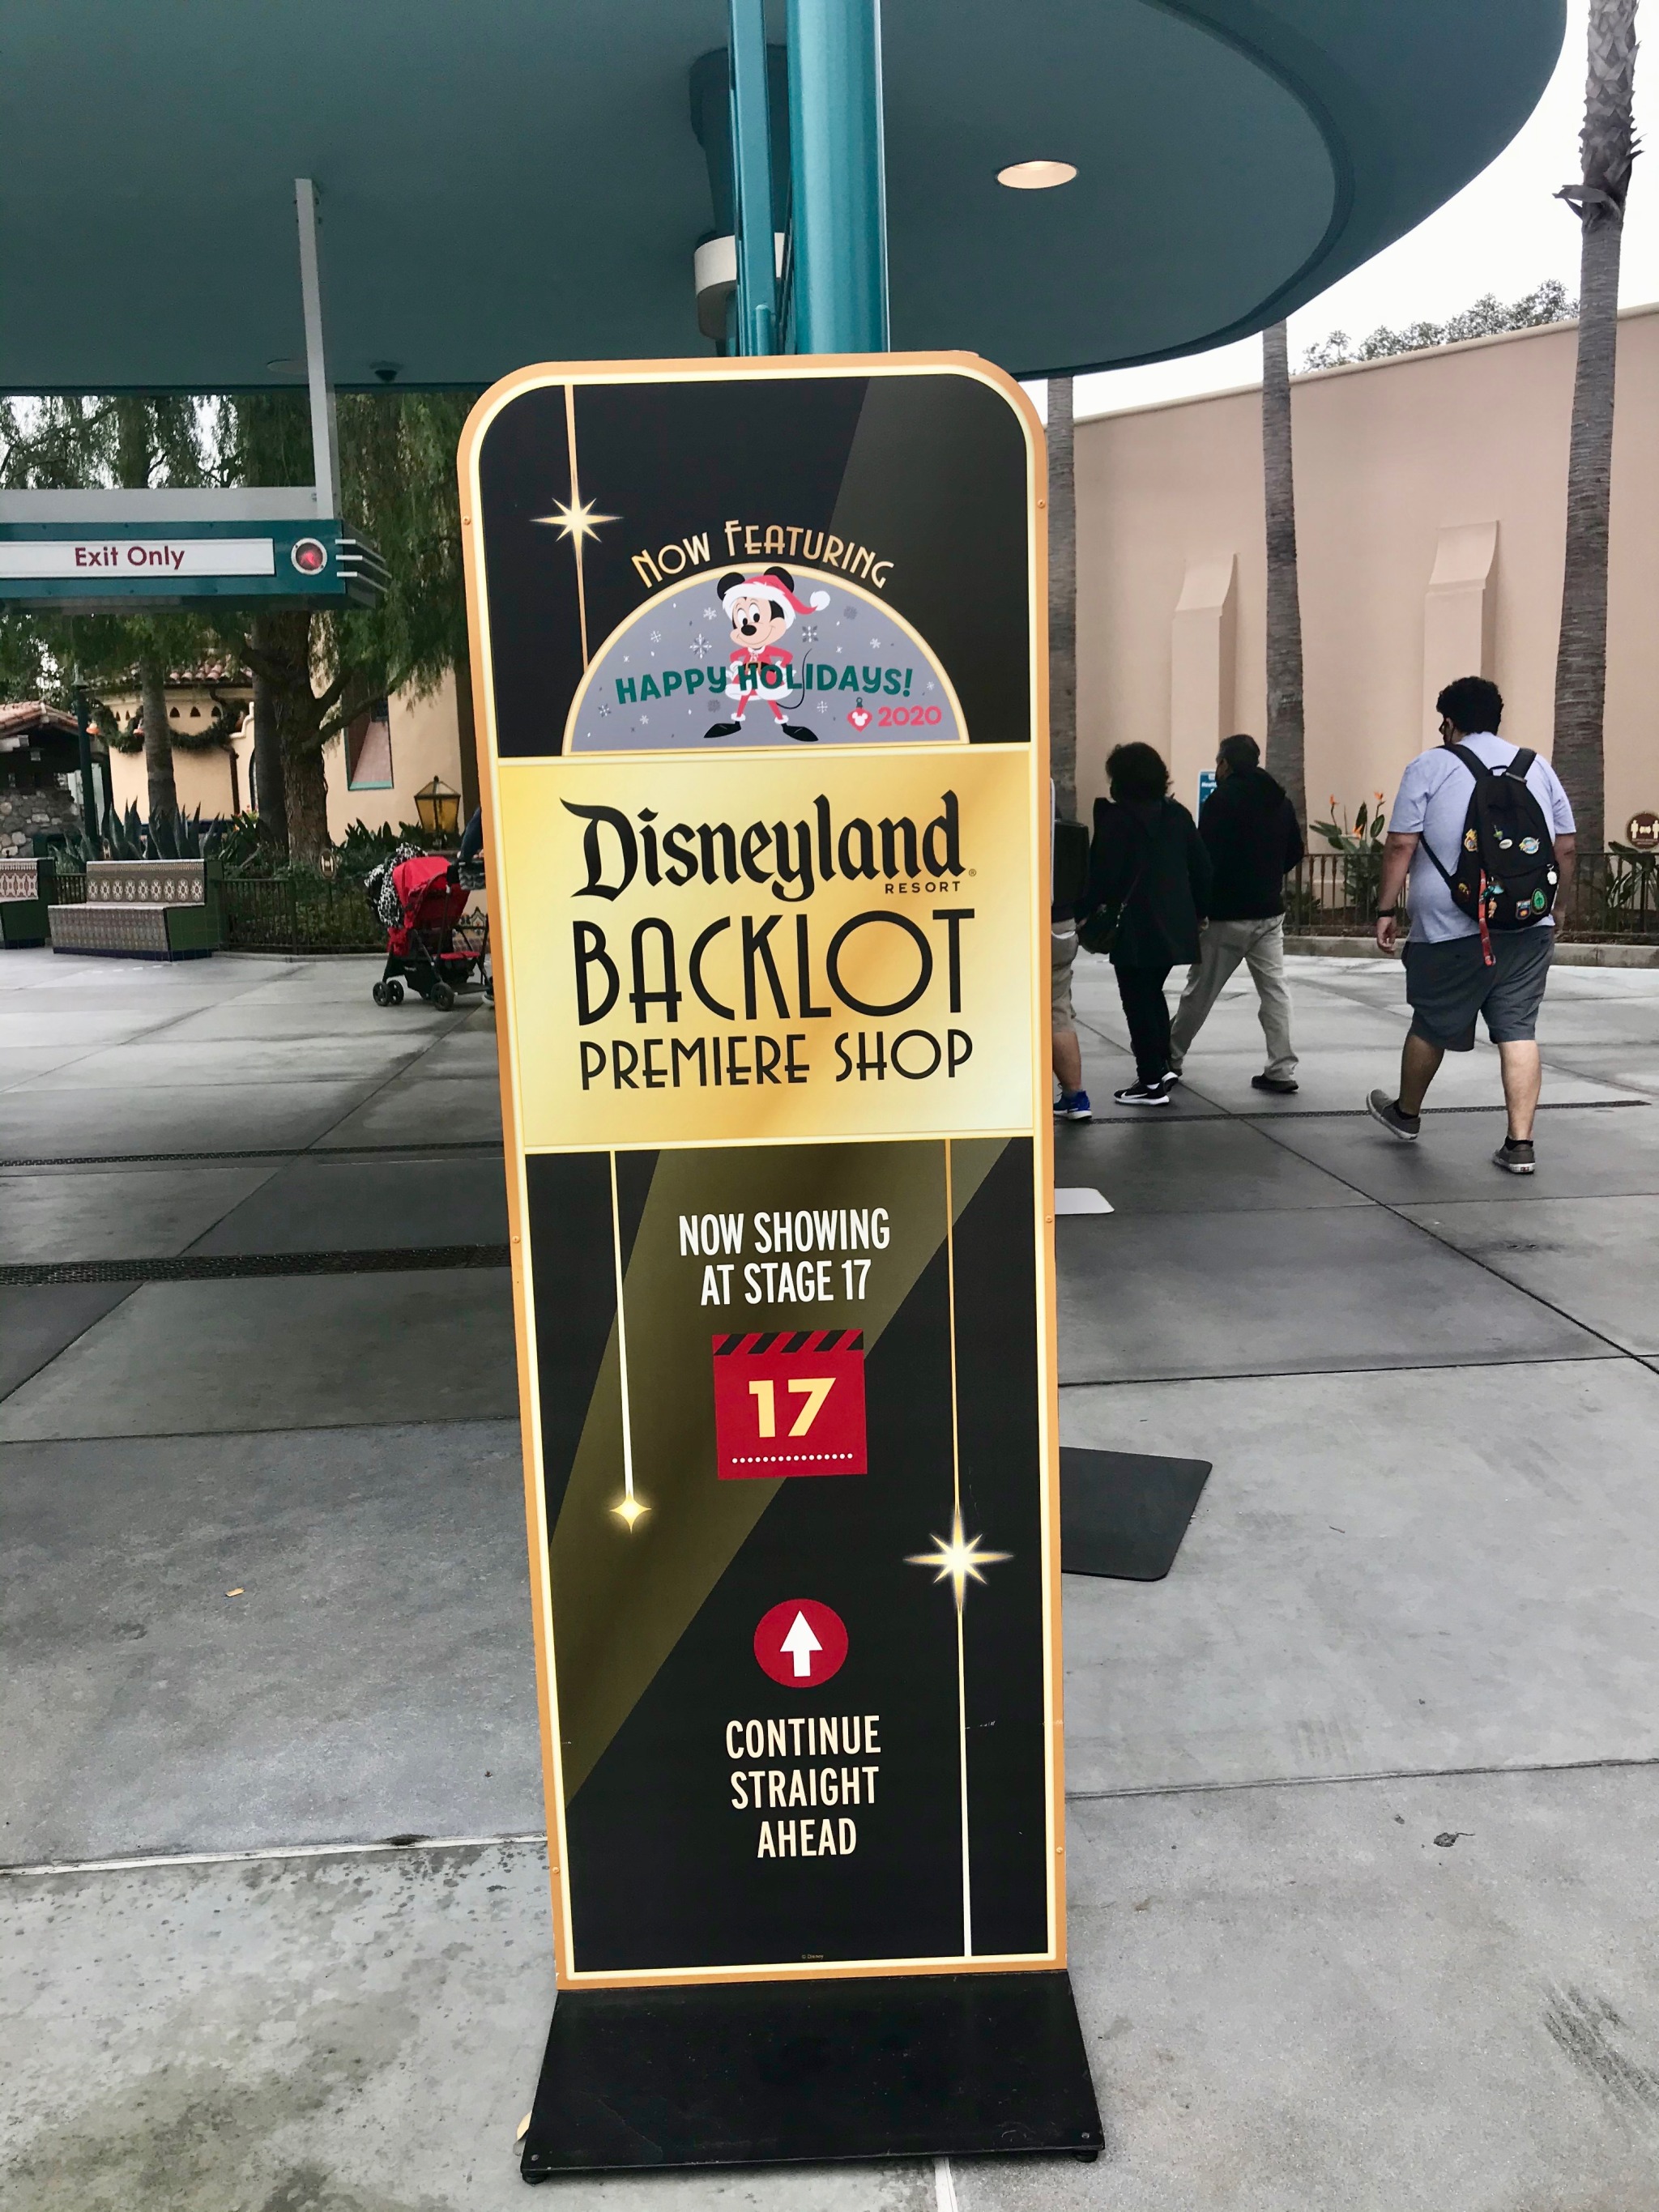 Exit Only
NOW FEATURING
HAPPY HOLIDAYS!
2020
Disneyland®
RESORT
BACKLOT
PREMIERE SHOP
NOW SHOWING
AT STAGE 17
17
CONTINUE
STRAIGHT
AHEAD
© Disney